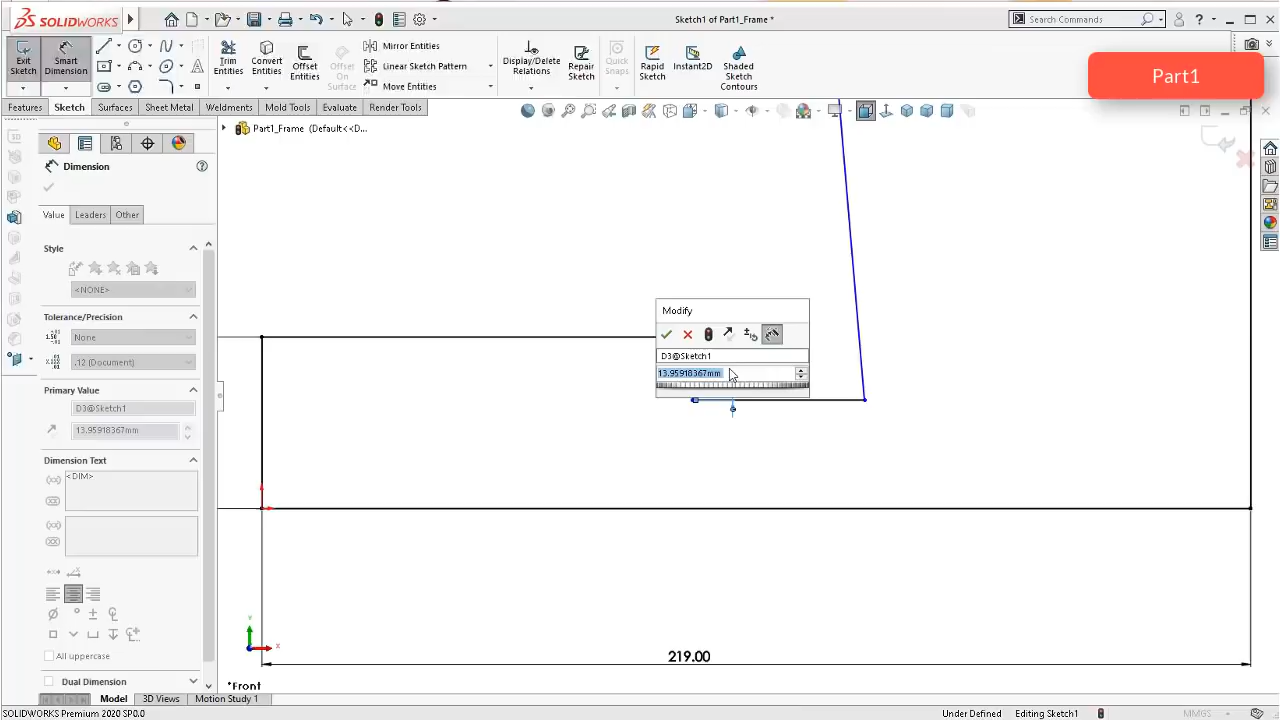 SOLIDWORKS
Sketch1 of Part1_Frame *
Search Commands
?
Part1
Exit Sketch
Smart Dimension
Trim Entities
Convert Entities
Offset Entities
Offset On Surface
Mirror Entities
Linear Sketch Pattern
Move Entities
Display/Delete Relations
Repair Sketch
Quick Snaps
Rapid Sketch
Instant2D
Shaded Sketch Contours
Features
Sketch
Surfaces
Sheet Metal
Weldments
Mold Tools
Evaluate
Render Tools
Part1_Frame (Default<<D...
Dimension
Value
Leaders
Other
Style
<NONE>
Tolerance/Precision
None
.12 (Document)
Primary Value
D3@Sketch1
13.95918367mm
Dimension Text
<DIM>
All uppercase
Dual Dimension
Modify
D3@Sketch1
13.95918367mm
219.00
Y
X
*Front
Model
3D Views
Motion Study 1
SOLIDWORKS Premium 2020 SP0.0
Under Defined
Editing Sketch1
MMGS